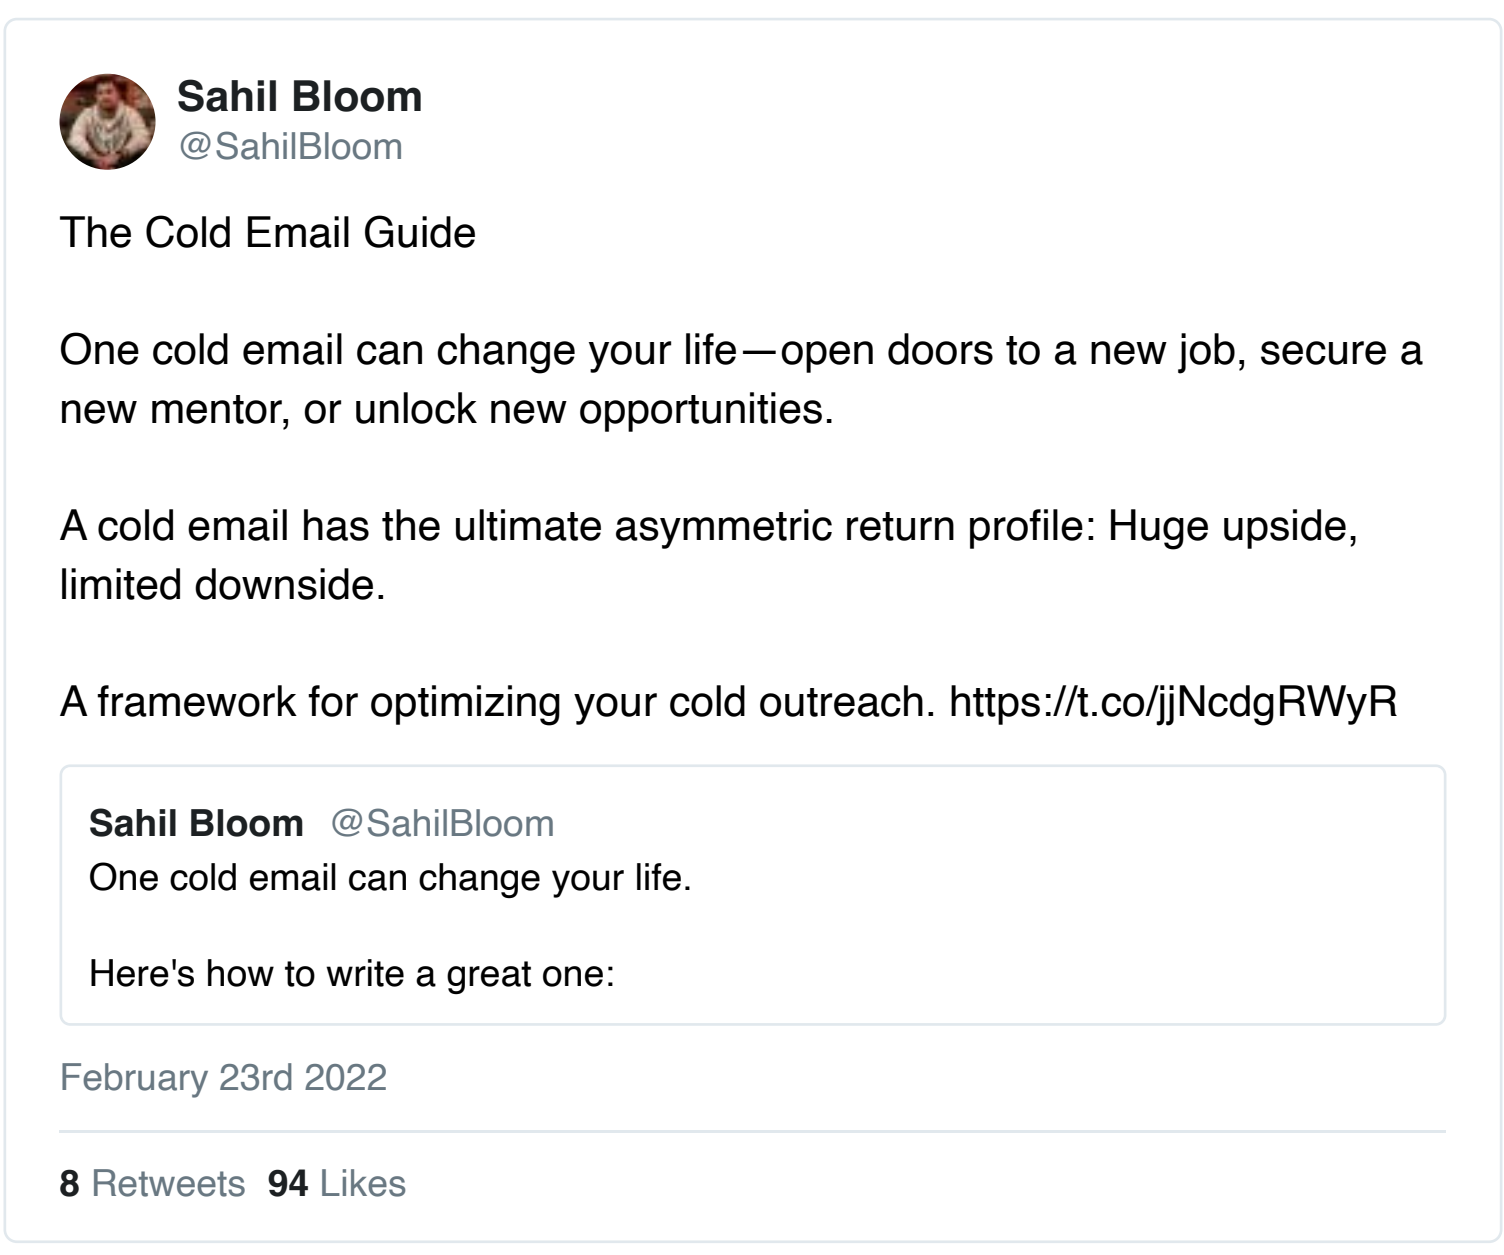 Sahil Bloom
@SahilBloom
The Cold Email Guide
One cold email can change your life—open doors to a new job, secure a
new mentor, or unlock new opportunities.
A cold email has the ultimate asymmetric return profile: Huge upside,
limited downside.
A framework for optimizing your cold outreach. https://t.co/jjNcdgRWyR
Sahil Bloom @SahilBloom
One cold email can change your life.
Here's how to write a great one:
February 23rd 2022
8 Retweets 94 Likes